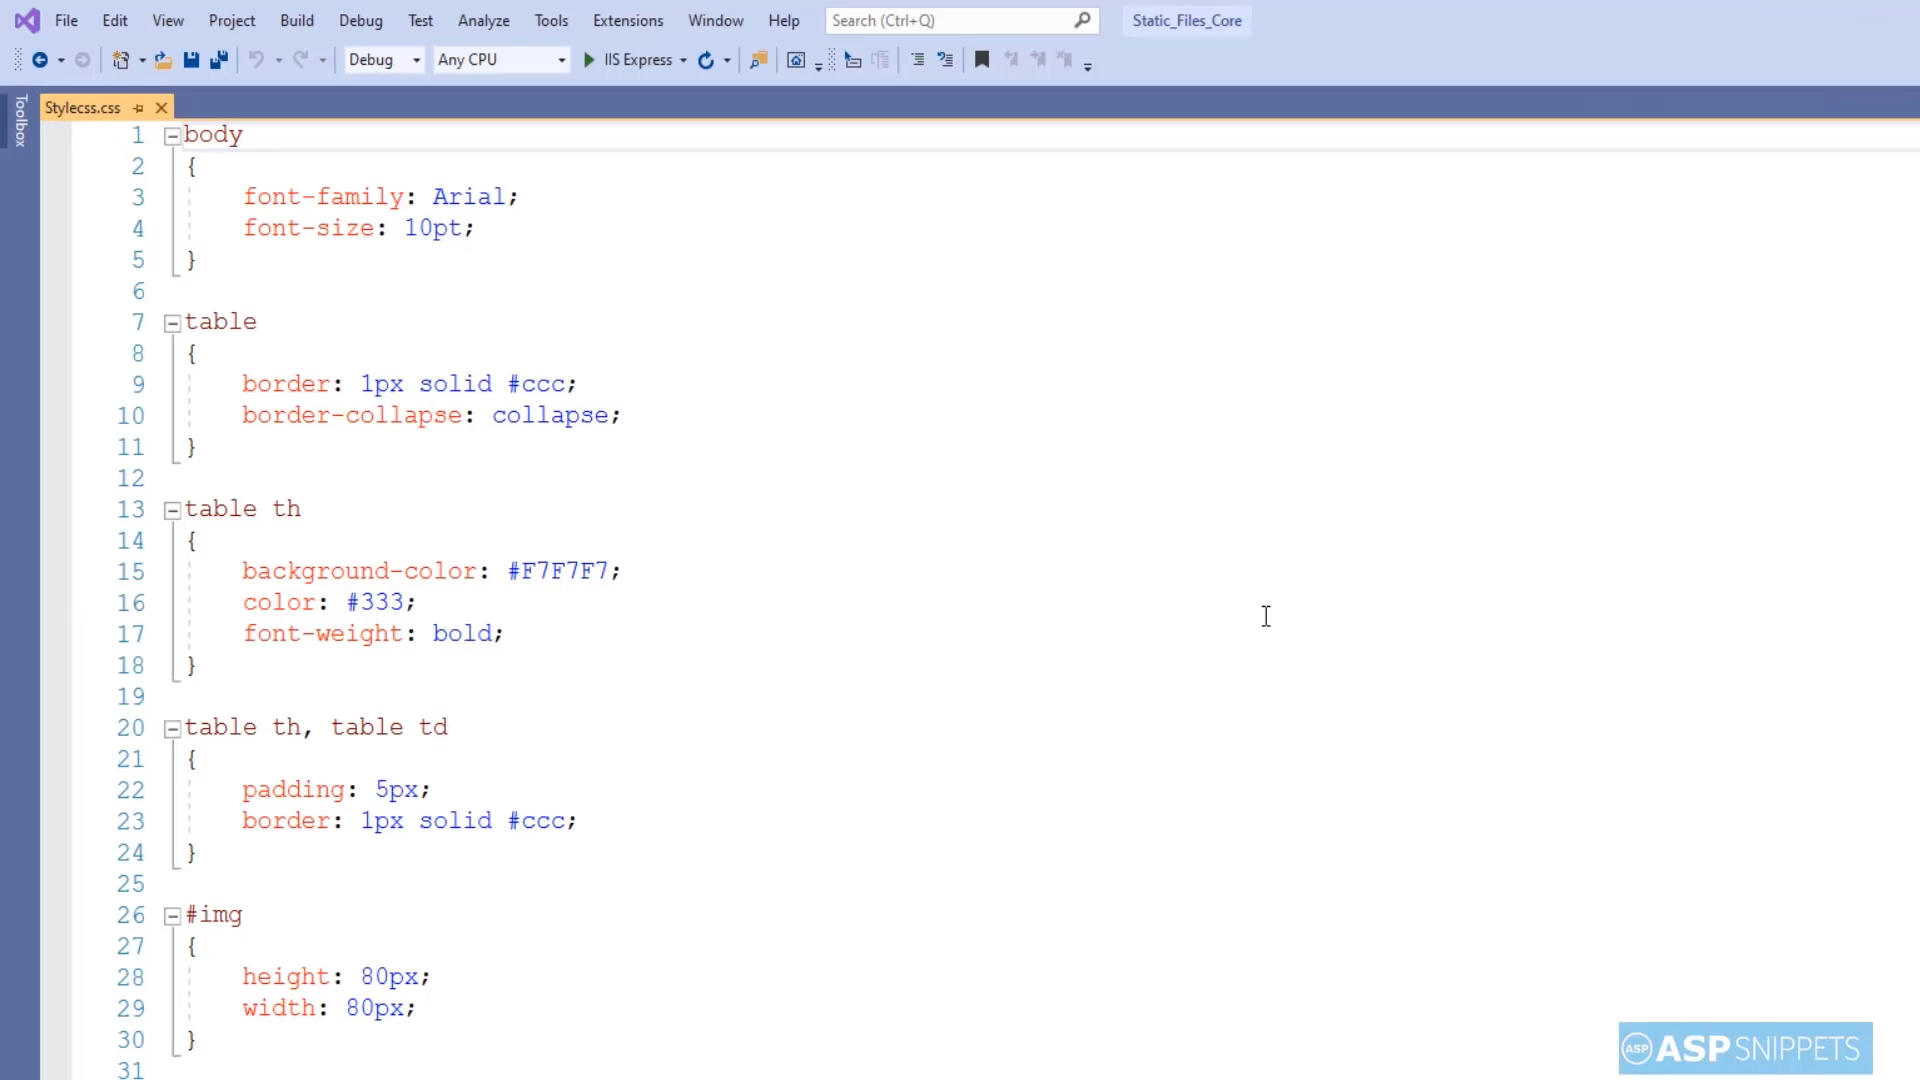 File Edit View Project Build Debug Test Analyze Tools Extensions Window Help Search (Ctrl+Q) Static_Files_Core
Debug Any CPU IIS Express
Toolbox
Stylecss.css
1 body
2 {
3 font-family: Arial;
4 font-size: 10pt;
5 }
6
7 table
8 {
9 border: 1px solid #ccc;
10 border-collapse: collapse;
11 }
12
13 table th
14 {
15 background-color: #F7F7F7;
16 color: #333;
17 font-weight: bold;
18 }
19
20 table th, table td
21 {
22 padding: 5px;
23 border: 1px solid #ccc;
24 }
25
26 #img
27 {
28 height: 80px;
29 width: 80px;
30 }
31
ASP ASPSNIPPETS